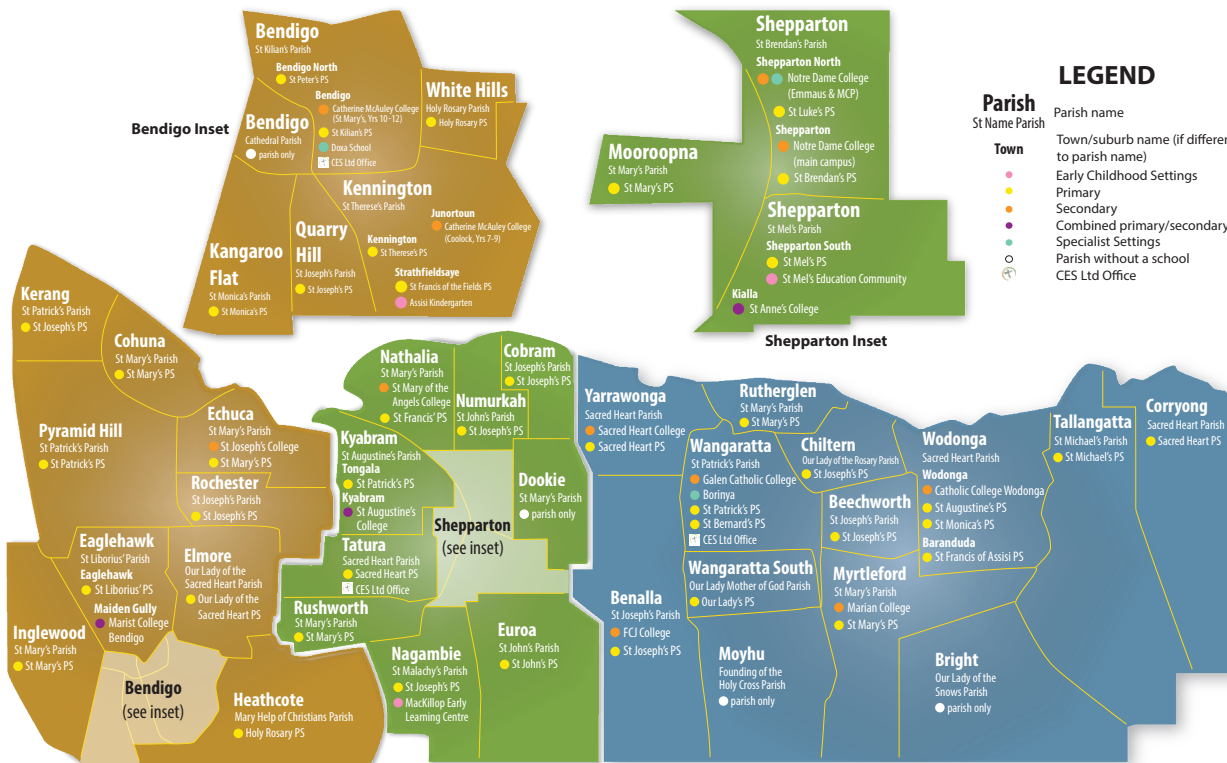 Bendigo
St Kilian's Parish
Bendigo North
St Peter's PS
Bendigo
Catherine McAuley College
(St Mary's, Yrs 10-12)
St Kilian's PS
Doxa School
CES Ltd Office
White Hills
Holy Rosary Parish
Holy Rosary PS
Bendigo Inset
Bendigo
Cathedral Parish
parish only
Kennington
St Therese's Parish
Junortoun
Catherine McAuley College
(Coolock, Yrs 7-9)
Kennington
St Therese's PS
Strathfieldsaye
St Francis of the Fields PS
Assisi Kindergarten
Quarry
Hill
St Joseph's Parish
St Joseph's PS
Kangaroo
Flat
St Monica's Parish
St Monica's PS
Shepparton
St Brendan's Parish
Shepparton North
Notre Dame College
(Emmaus & MCP)
St Luke's PS
Shepparton
Notre Dame College
(main campus)
St Brendan's PS
Mooroopna
St Mary's Parish
St Mary's PS
Shepparton
St Mel's Parish
Shepparton South
St Mel's PS
St Mel's Education Community
Kialla
St Anne's College
Shepparton Inset
LEGEND
Parish
St Name Parish
Parish name
Town
Town/suburb name (if different
to parish name)
Early Childhood Settings
Primary
Secondary
Combined primary/secondary
Specialist Settings
Parish without a school
CES Ltd Office
Kerang
St Patrick's Parish
St Joseph's PS
Cohuna
St Mary's Parish
St Mary's PS
Pyramid Hill
St Patrick's Parish
St Patrick's PS
Echuca
St Mary's Parish
St Joseph's College
St Mary's PS
Rochester
St Joseph's Parish
St Joseph's PS
Eaglehawk
St Liborius' Parish
Eaglehawk
St Liborius' PS
Maiden Gully
Marist College
Bendigo
Elmore
Our Lady of the
Sacred Heart Parish
Our Lady of the
Sacred Heart PS
Inglewood
St Mary's Parish
St Mary's PS
Bendigo
(see inset)
Heathcote
Mary Help of Christians Parish
Holy Rosary PS
Nathalia
St Mary's Parish
St Mary of the
Angels College
St Francis' PS
Cobram
St Joseph's Parish
St Joseph's PS
Numurkah
St John's Parish
St Joseph's PS
Kyabram
St Augustine's Parish
Tongala
St Patrick's PS
Kyabram
St Augustine's
College
Dookie
St Mary's Parish
parish only
Shepparton
(see inset)
Tatura
Sacred Heart Parish
Sacred Heart PS
CES Ltd Office
Rushworth
St Mary's Parish
St Mary's PS
Nagambie
St Malachy's Parish
St Joseph's PS
MacKillop Early
Learning Centre
Euroa
St John's Parish
St John's PS
Yarrawonga
Sacred Heart Parish
Sacred Heart College
Sacred Heart PS
Rutherglen
St Mary's Parish
St Mary's PS
Wangaratta
St Patrick's Parish
Galen Catholic College
Borinya
St Patrick's PS
St Bernard's PS
CES Ltd Office
Chiltern
Our Lady of the Rosary Parish
St Joseph's PS
Beechworth
St Joseph's Parish
St Joseph's PS
Wodonga
Sacred Heart Parish
Wodonga
Catholic College Wodonga
St Augustine's PS
St Monica's PS
Baranduda
St Francis of Assisi PS
Tallangatta
St Michael's Parish
St Michael's PS
Corryong
Sacred Heart Parish
Sacred Heart PS
Wangaratta South
Our Lady Mother of God Parish
Our Lady's PS
Benalla
St Joseph's Parish
FCJ College
St Joseph's PS
Myrtleford
St Mary's Parish
Marian College
St Mary's PS
Moyhu
Founding of the
Holy Cross Parish
parish only
Bright
Our Lady of the
Snows Parish
parish only